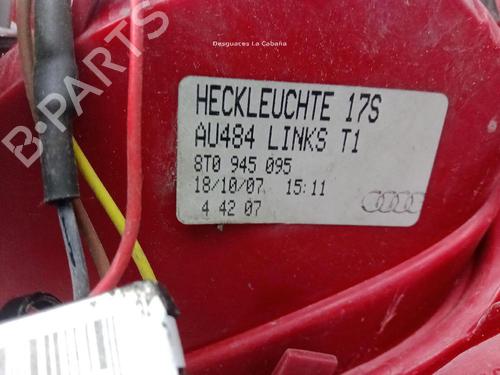 Desguaces La Cabaña
B-PARTS
HECKLEUCHTE 17S
AU484 LINKS T1
8T0 945 095
18/10/07 15:11
4 42 07